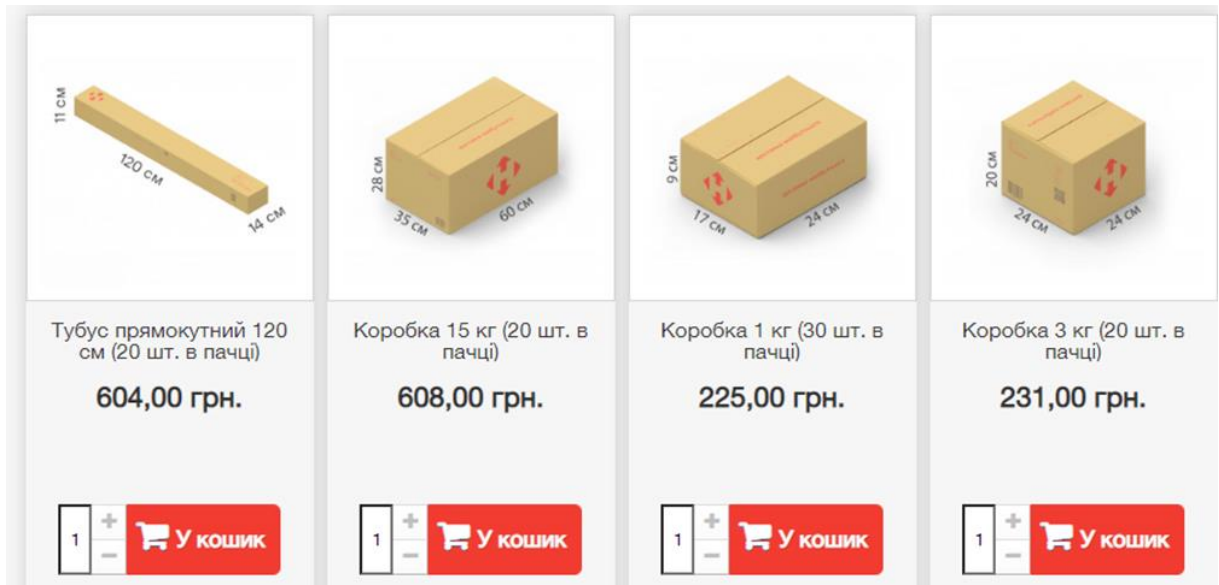 11 см
120 см
14 см
28 см
35 см
60 см
9 см
17 см
24 см
20 см
24 см
24 см
Тубус прямокутний 120
см (20 шт. в пачці)
604,00 грн.
1
+
−
У кошик
Коробка 15 кг (20 шт. в
пачці)
608,00 грн.
1
+
−
У кошик
Коробка 1 кг (30 шт. в
пачці)
225,00 грн.
1
+
−
У кошик
Коробка 3 кг (20 шт. в
пачці)
231,00 грн.
1
+
−
У кошик